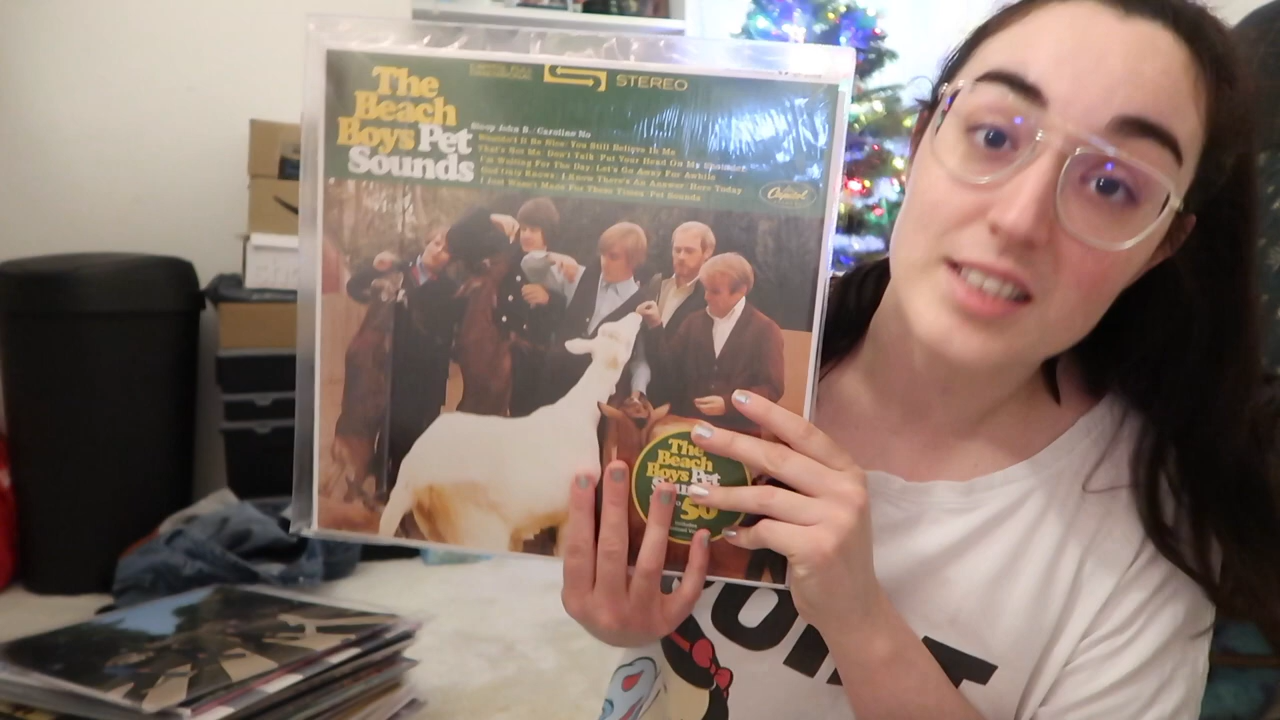 The
Beach
Boys Pet
Sounds
STEREO
Sloop John B. / Caroline No
Wouldn't It Be Nice / You Still Believe In Me
That's Not Me / Don't Talk (Put Your Head On My Shoulder)
I'm Waiting For The Day / Let's Go Away For Awhile
God Only Knows / I Know There's An Answer / Here Today
I Just Wasn't Made For These Times / Pet Sounds
Capitol
The
Beach
Boys Pet
50